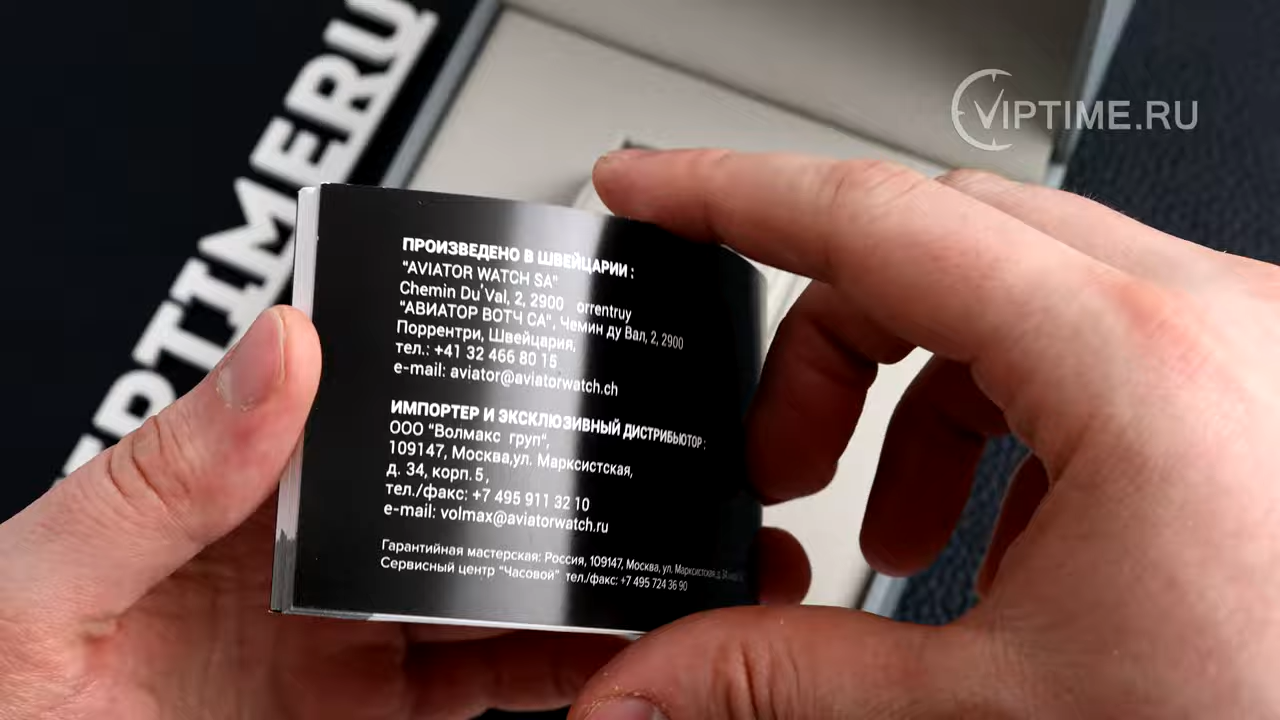 VIPTIME.RU
ПРОИЗВЕДЕНО В ШВЕЙЦАРИИ :
"AVIATOR WATCH SA"
Chemin Du'Val, 2, 2900 orrentruy
"АВИАТОР ВОТЧ СА", Чемин ду Вал, 2, 2900
Поррентри, Швейцария,
тел.: +41 32 466 80 15
e-mail: aviator@aviatorwatch.ch
ИМПОРТЕР И ЭКСКЛЮЗИВНЫЙ ДИСТРИБЬЮТОР :
ООО "Волмакс груп",
109147, Москва,ул. Марксистская,
д. 34, корп. 5 ,
тел./факс: +7 495 911 32 10
e-mail: volmax@aviatorwatch.ru
Гарантийная мастерская: Россия, 109147, Москва, ул. Марксистская, д. 34
Сервисный центр "Часовой" тел./факс: +7 495 724 36 90